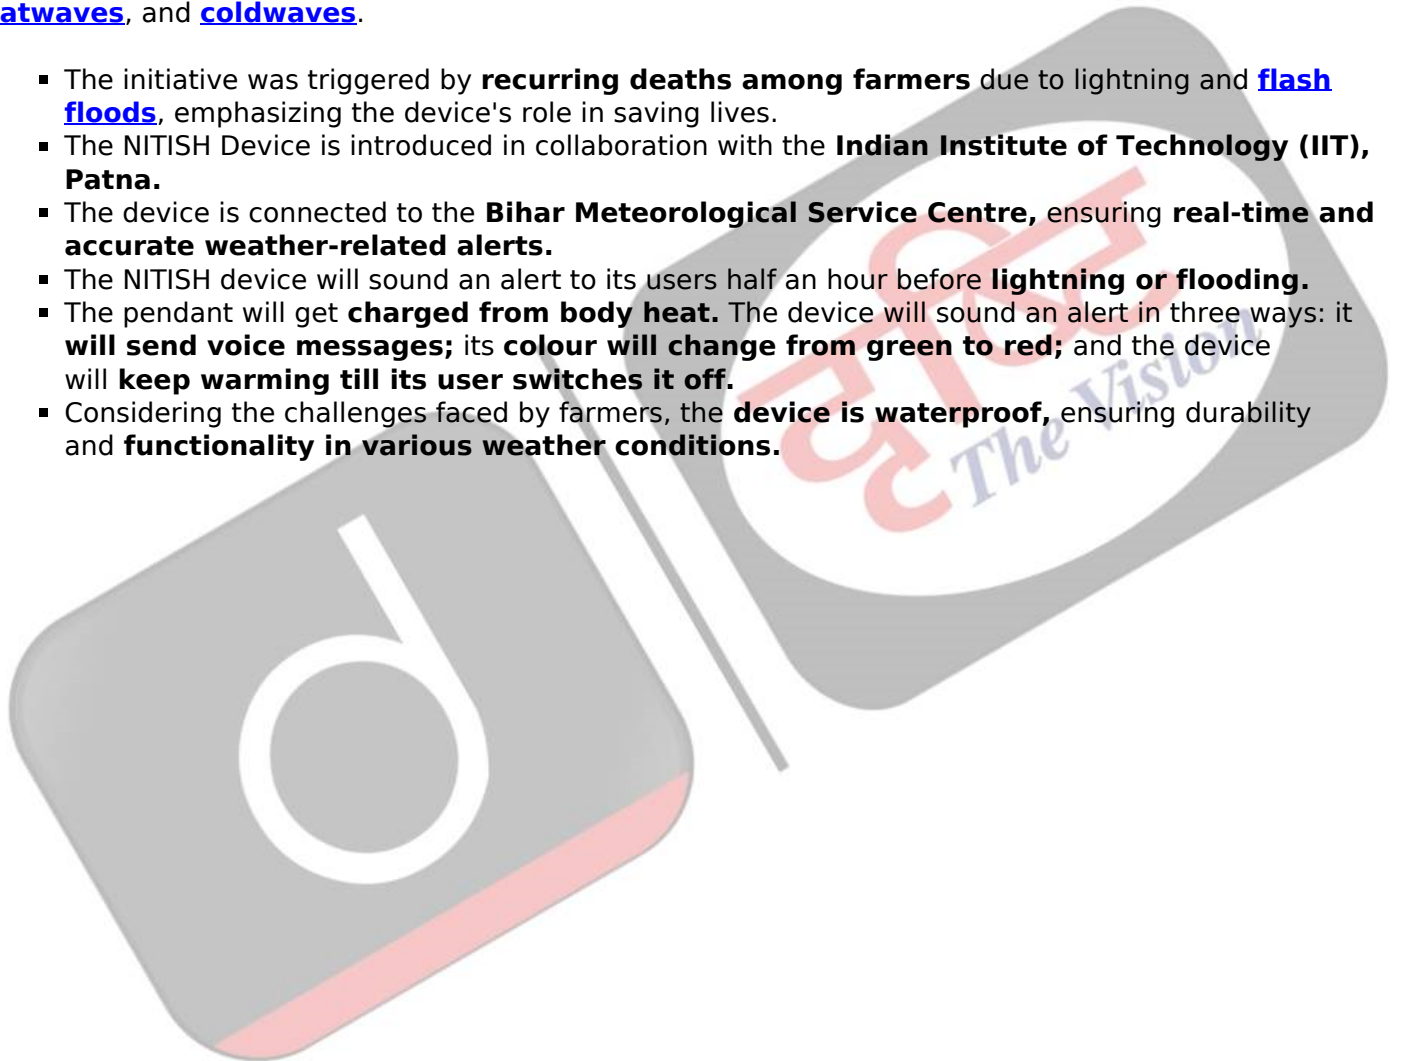 atwaves, and coldwaves.
The initiative was triggered by recurring deaths among farmers due to lightning and flash
floods, emphasizing the device's role in saving lives.
The NITISH Device is introduced in collaboration with the Indian Institute of Technology (IIT),
Patna.
The device is connected to the Bihar Meteorological Service Centre, ensuring real-time and
accurate weather-related alerts.
The NITISH device will sound an alert to its users half an hour before lightning or flooding.
The pendant will get charged from body heat. The device will sound an alert in three ways: it
will send voice messages; its colour will change from green to red; and the device
will keep warming till its user switches it off.
Considering the challenges faced by farmers, the device is waterproof, ensuring durability
and functionality in various weather conditions.
दृष्टि
The Vision
d